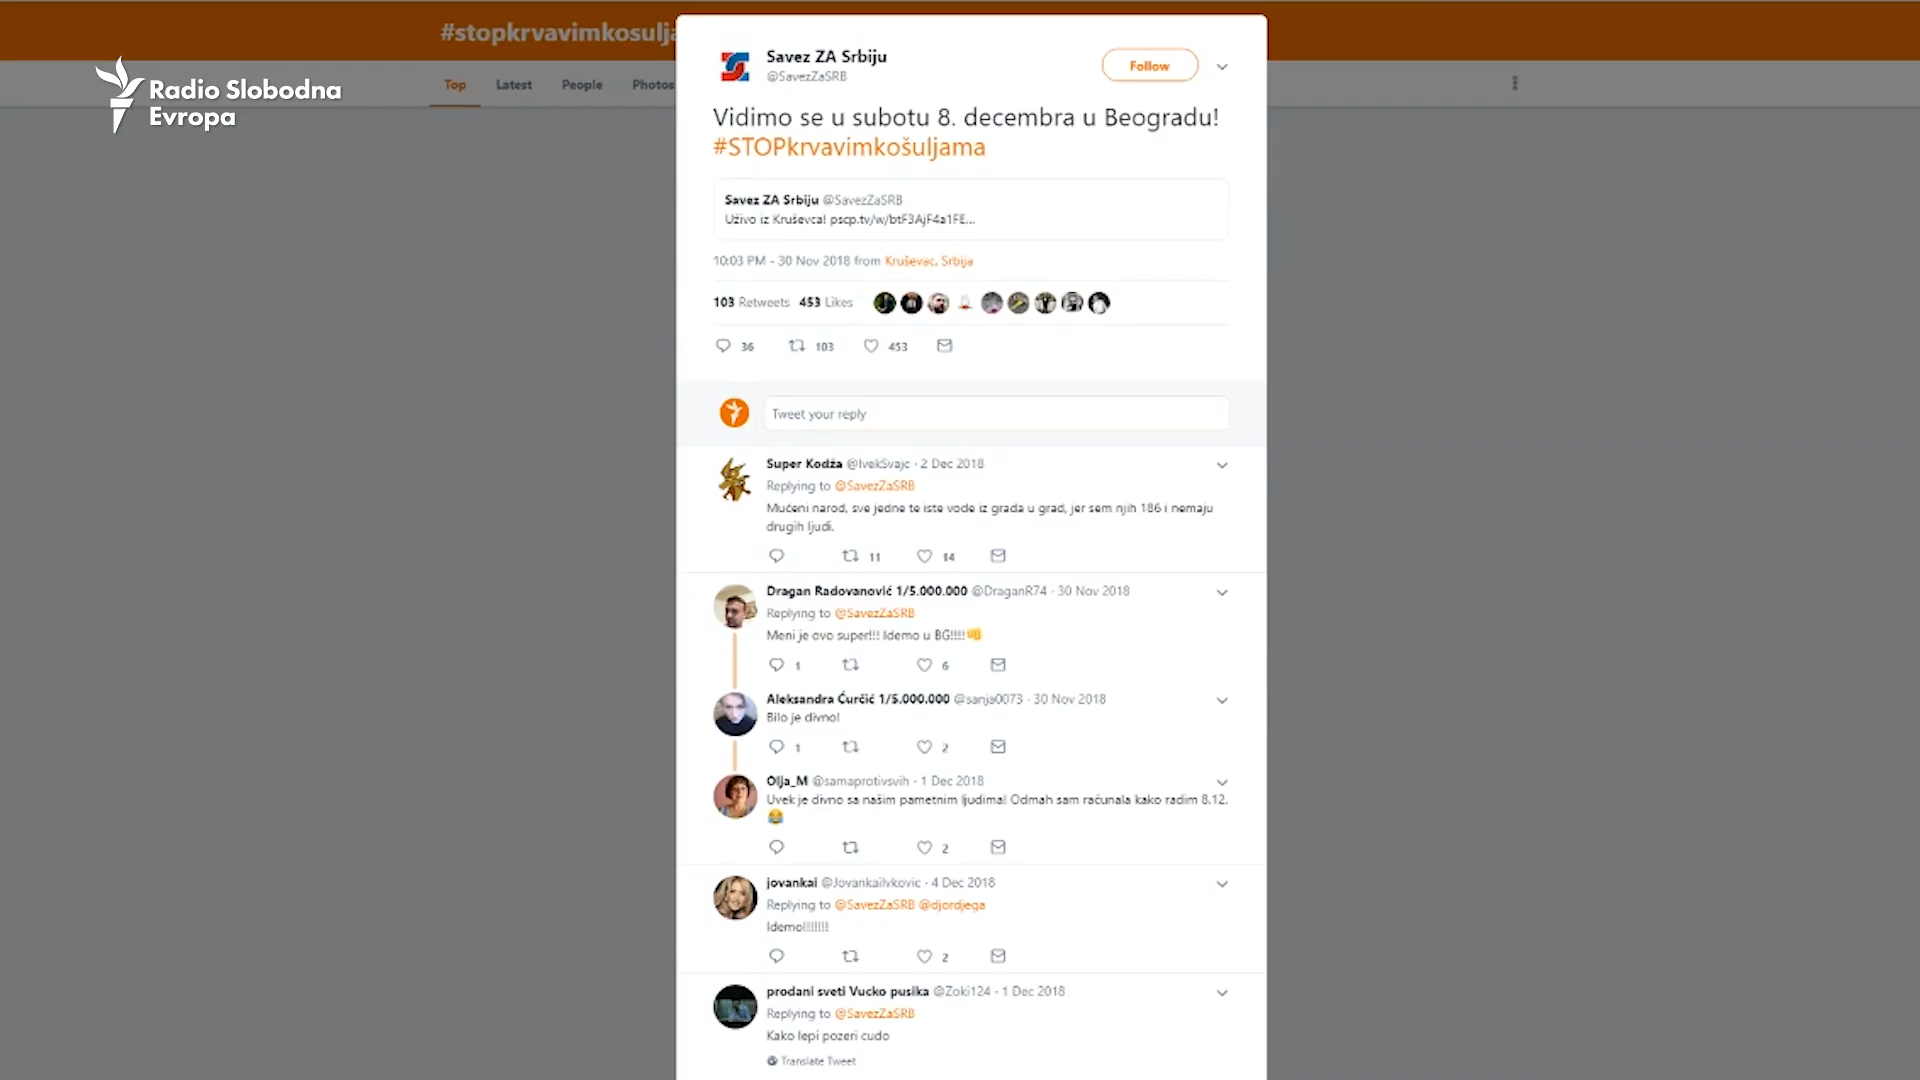 #stopkrvavimkosulja
Radio Slobodna
Evropa
Top Latest People Photos
Savez ZA Srbiju
@SavezZaSRB
Follow
Vidimo se u subotu 8. decembra u Beogradu!
#STOPkrvavimkošuljama
Savez ZA Srbiju @SavezZaSRB
Uživo iz Kruševca! pscp.tv/w/btF3AjF4a1FE...
10:03 PM - 30 Nov 2018 from Kruševac, Srbija
103 Retweets 453 Likes
36 103 453
Tweet your reply
Super Kodža @IvekSvajc · 2 Dec 2018
Replying to @SavezZaSRB
Mučeni narod, sve jedne te iste vode iz grada u grad, jer sem njih 186 i nemaju
drugih ljudi.
11 14
Dragan Radovanović 1/5.000.000 @DraganR74 · 30 Nov 2018
Replying to @SavezZaSRB
Meni je ovo super!!! Idemo u BG!!!!👊
1 6
Aleksandra Ćurčić 1/5.000.000 @sanja0073 · 30 Nov 2018
Bilo je divno!
1 2
Olja_M @samaprotivsvih · 1 Dec 2018
Uvek je divno sa našim pametnim ljudima! Odmah sam računala kako radim 8.12.
😂
2
jovankai @JovankaiIvkovic · 4 Dec 2018
Replying to @SavezZaSRB @djordjega
Idemo!!!!!!!
2
prodani sveti Vucko pusika @Zoki124 · 1 Dec 2018
Replying to @SavezZaSRB
Kako lepi pozeri cudo
Translate Tweet